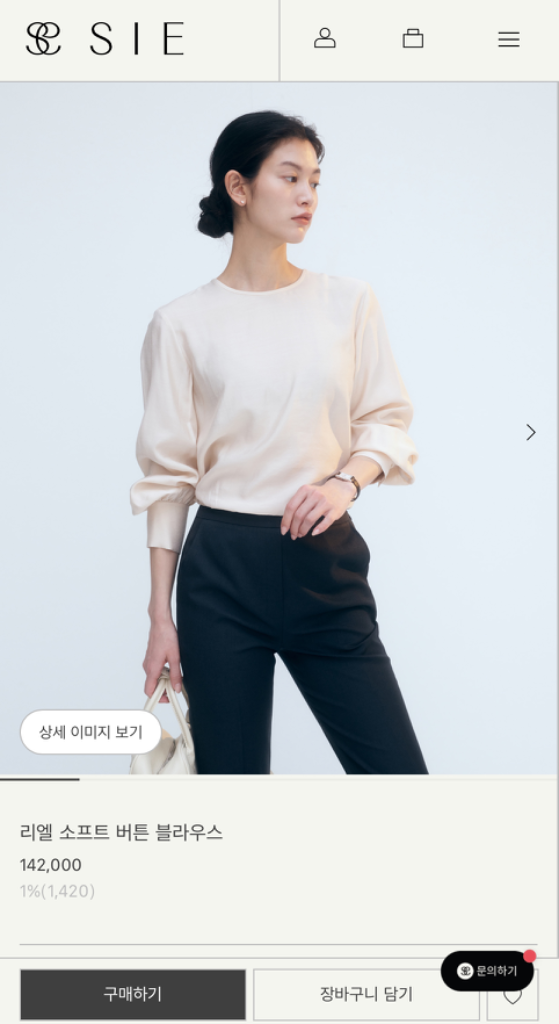 SIE
상세 이미지 보기
리엘 소프트 버튼 블라우스
142,000
1%(1,420)
문의하기
구매하기
장바구니 담기